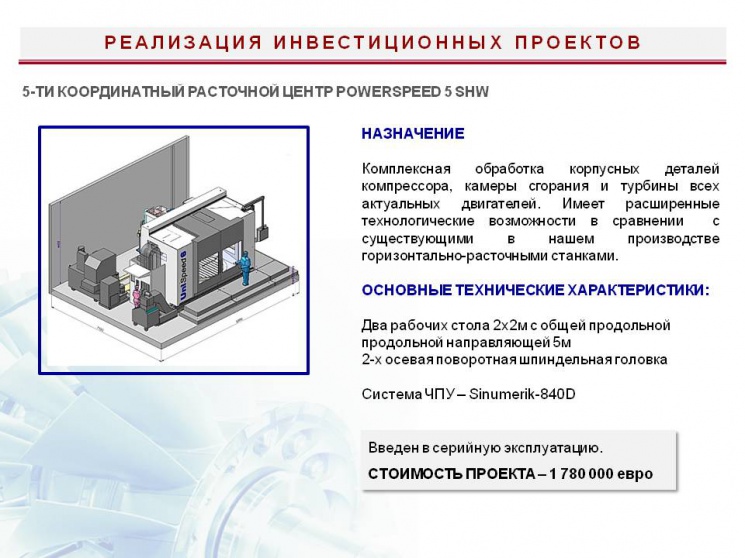 РЕАЛИЗАЦИЯ ИНВЕСТИЦИОННЫХ ПРОЕКТОВ
5-ТИ КООРДИНАТНЫЙ РАСТОЧНОЙ ЦЕНТР POWERSPEED 5 SHW
НАЗНАЧЕНИЕ
Комплексная обработка корпусных деталей
компрессора, камеры сгорания и турбины всех
актуальных двигателей. Имеет расширенные
технологические возможности в сравнении с
существующими в нашем производстве
горизонтально-расточными станками.
ОСНОВНЫЕ ТЕХНИЧЕСКИЕ ХАРАКТЕРИСТИКИ:
Два рабочих стола 2х2м с общей продольной
продольной направляющей 5м
2-х осевая поворотная шпиндельная головка
Система ЧПУ – Sinumerik-840D
Введен в серийную эксплуатацию.
СТОИМОСТЬ ПРОЕКТА – 1 780 000 евро
UniSpeed